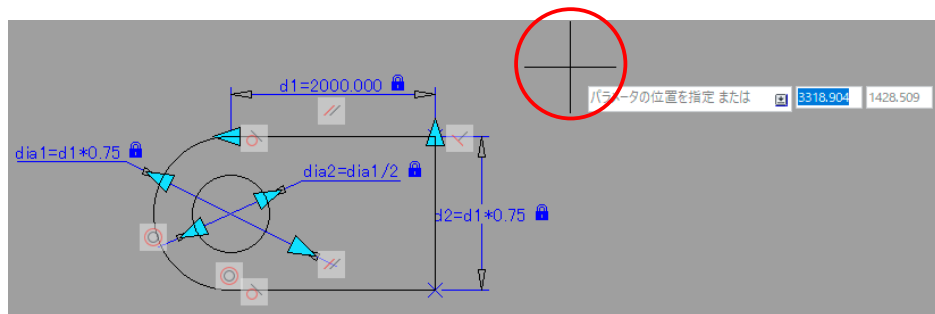 d1=2000.000
パラメータの位置を指定 または 3318.904 1428.509
dia1=d1*0.75
dia2=dia1/2
d2=d1*0.75